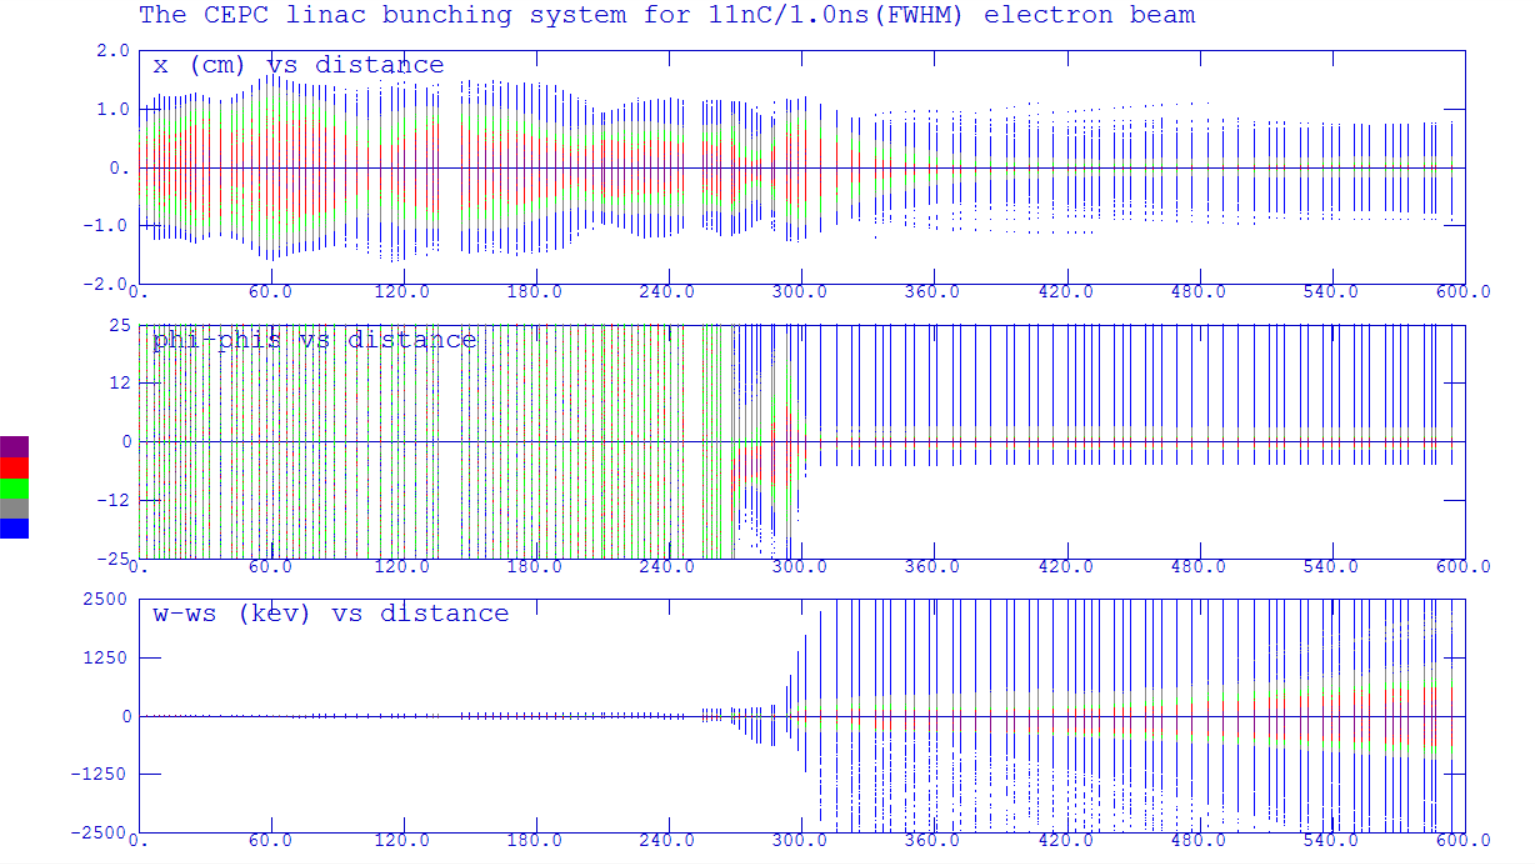 The CEPC linac bunching system for 11nC/1.0ns(FWHM) electron beam
2.0
x (cm) vs distance
1.0
0.
-1.0
-2.0
0. 60.0 120.0 180.0 240.0 300.0 360.0 420.0 480.0 540.0 600.0
25
phi-phis vs distance
12
0
-12
-25
0. 60.0 120.0 180.0 240.0 300.0 360.0 420.0 480.0 540.0 600.0
2500
w-ws (kev) vs distance
1250
0
-1250
-2500
0. 60.0 120.0 180.0 240.0 300.0 360.0 420.0 480.0 540.0 600.0